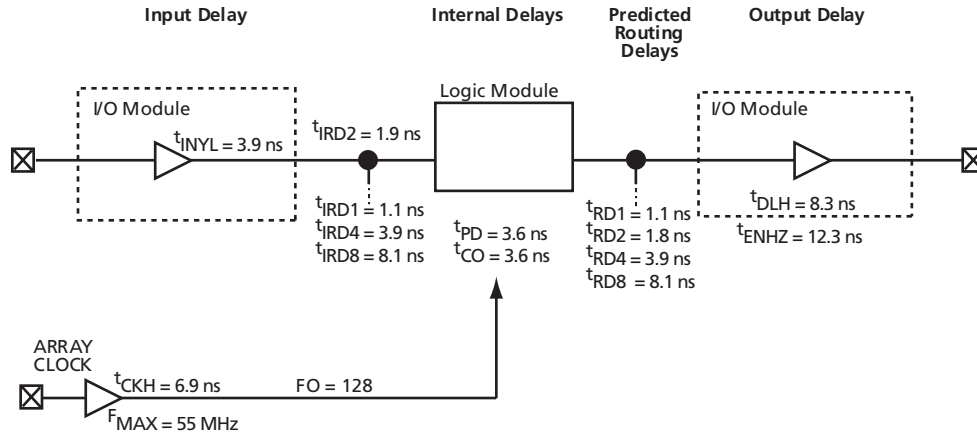 Input Delay
Internal Delays
Predicted
Routing
Delays
Output Delay
I/O Module
tINYL = 3.9 ns
tIRD2 = 1.9 ns
tIRD1 = 1.1 ns
tIRD4 = 3.9 ns
tIRD8 = 8.1 ns
Logic Module
tPD = 3.6 ns
tCO = 3.6 ns
tRD1 = 1.1 ns
tRD2 = 1.8 ns
tRD4 = 3.9 ns
tRD8 = 8.1 ns
I/O Module
tDLH = 8.3 ns
tENHZ = 12.3 ns
ARRAY
CLOCK
tCKH = 6.9 ns
FO = 128
FMAX = 55 MHz